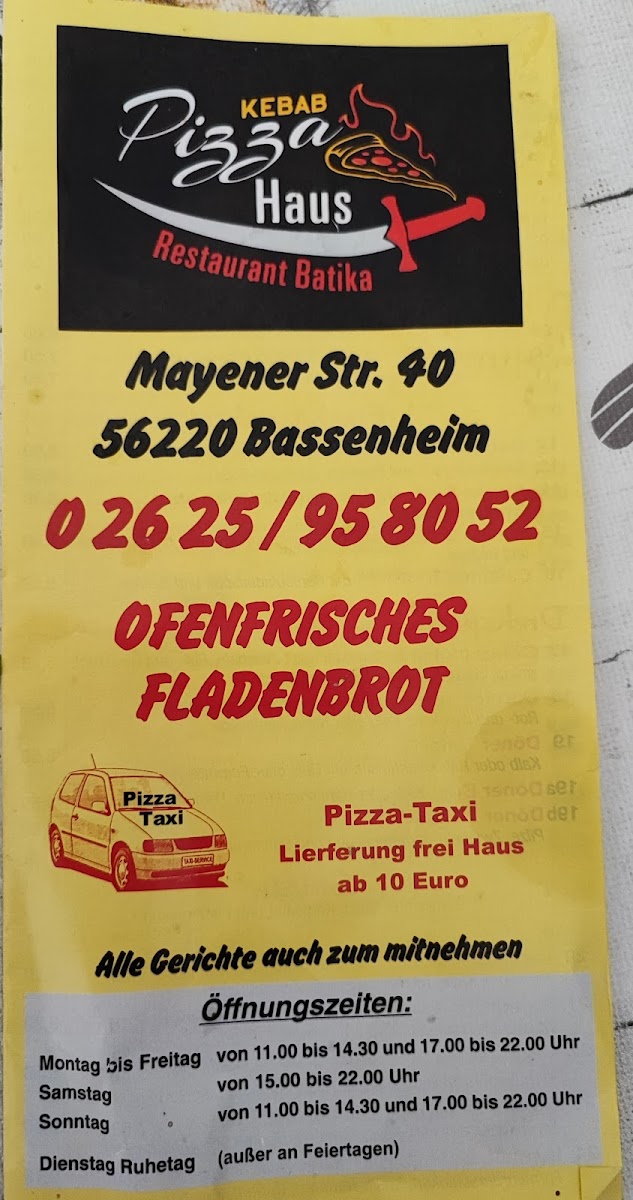 KEBAB
Pizza
Haus
Restaurant Batika
Mayener Str. 40
56220 Bassenheim
0 26 25 / 95 80 52
OFENFRISCHES
FLADENBROT
Pizza
Taxi
TAXI-SERVICE
Pizza-Taxi
Lierferung frei Haus
ab 10 Euro
Alle Gerichte auch zum mitnehmen
Öffnungszeiten:
Montag bis Freitag von 11.00 bis 14.30 und 17.00 bis 22.00 Uhr
Samstag von 15.00 bis 22.00 Uhr
Sonntag von 11.00 bis 14.30 und 17.00 bis 22.00 Uhr
Dienstag Ruhetag (außer an Feiertagen)